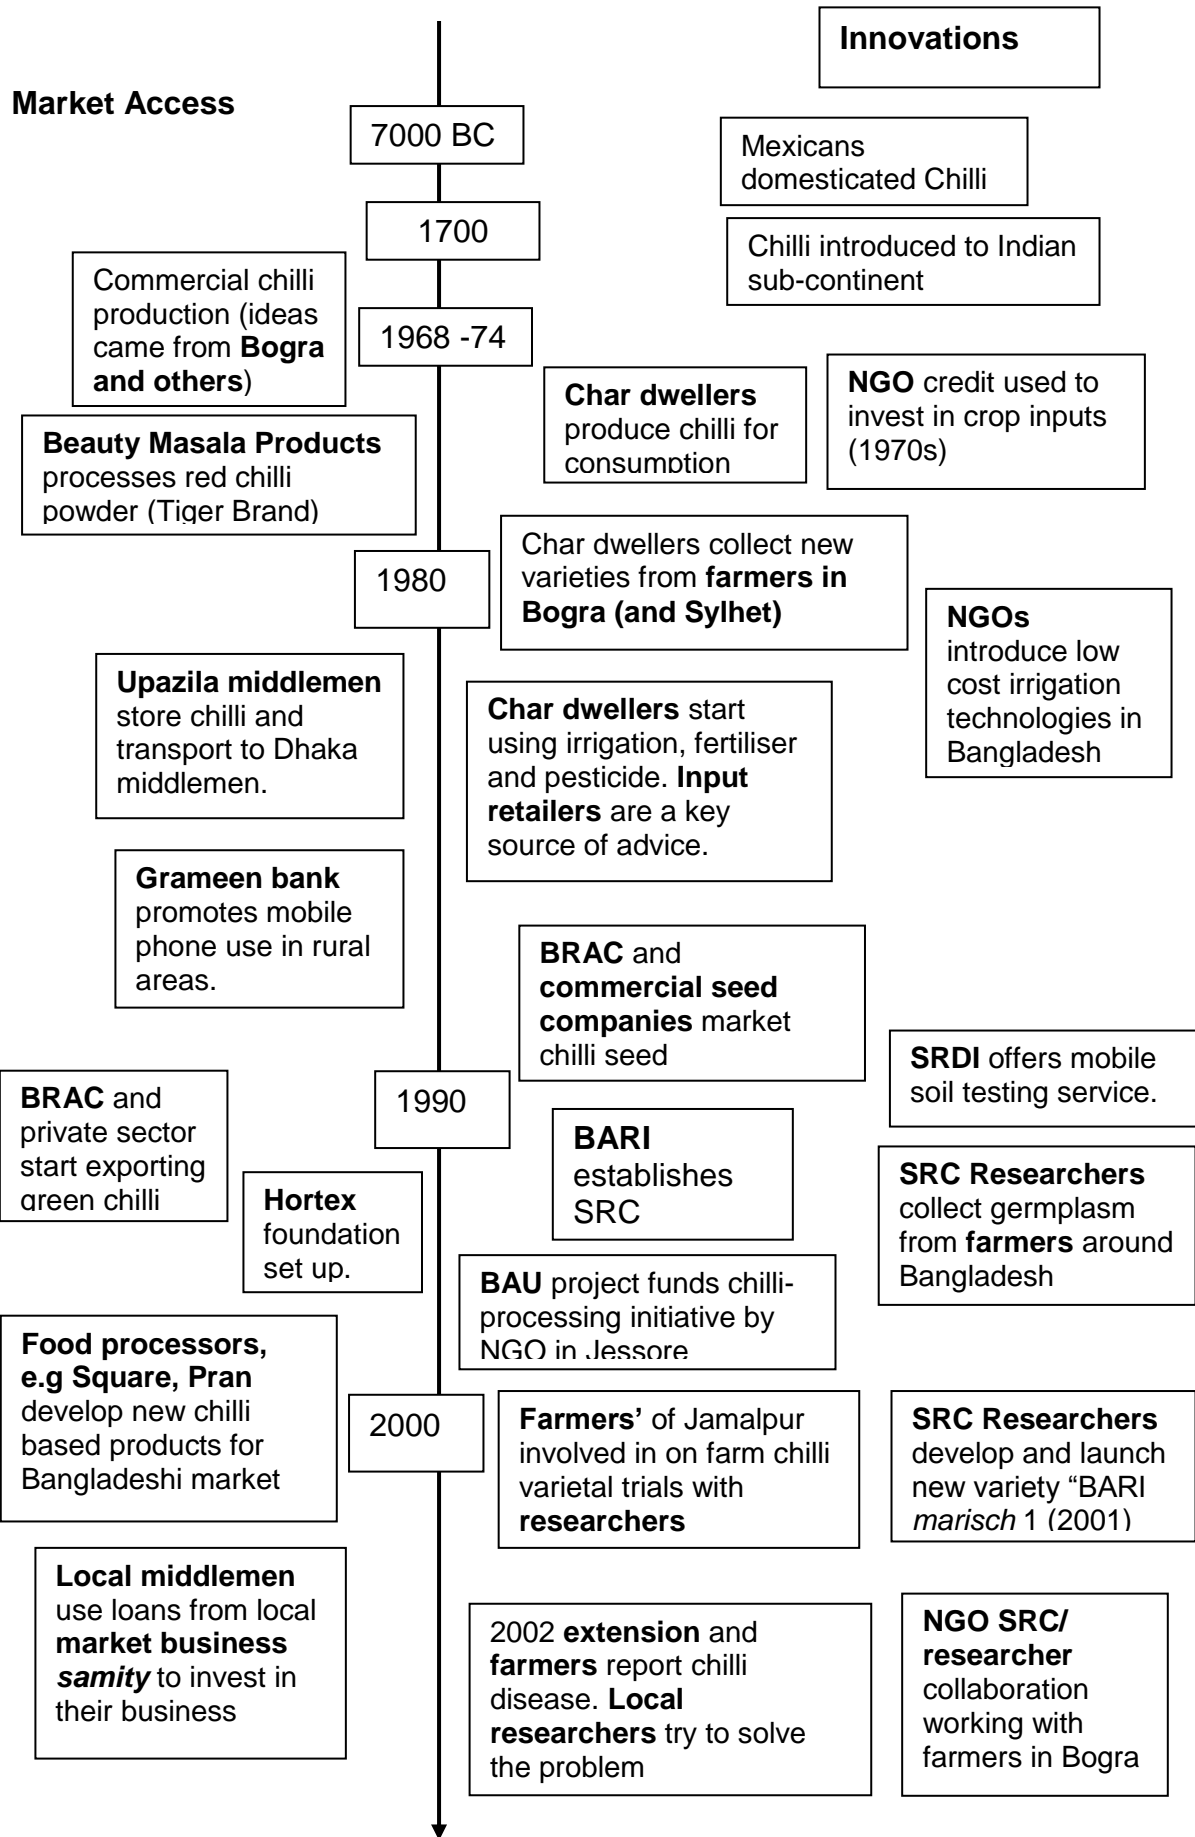 Innovations
Market Access
7000 BC
Mexicans
domesticated Chilli
1700
Chilli introduced to Indian
sub-continent
Commercial chilli
production (ideas
came from Bogra
and others)
1968 -74
Char dwellers
produce chilli for
consumption
NGO credit used to
invest in crop inputs
(1970s)
Beauty Masala Products
processes red chilli
powder (Tiger Brand)
1980
Char dwellers collect new
varieties from farmers in
Bogra (and Sylhet)
NGOs
introduce low
cost irrigation
technologies in
Bangladesh
Upazila middlemen
store chilli and
transport to Dhaka
middlemen.
Char dwellers start
using irrigation, fertiliser
and pesticide. Input
retailers are a key
source of advice.
Grameen bank
promotes mobile
phone use in rural
areas.
BRAC and
commercial seed
companies market
chilli seed
SRDI offers mobile
soil testing service.
BRAC and
private sector
start exporting
green chilli
1990
BARI
establishes
SRC
SRC Researchers
collect germplasm
from farmers around
Bangladesh
Hortex
foundation
set up.
BAU project funds chilli-
processing initiative by
NGO in Jessore
Food processors,
e.g Square, Pran
develop new chilli
based products for
Bangladeshi market
2000
Farmers’ of Jamalpur
involved in on farm chilli
varietal trials with
researchers
SRC Researchers
develop and launch
new variety “BARI
marisch 1 (2001)
Local middlemen
use loans from local
market business
samity to invest in
their business
2002 extension and
farmers report chilli
disease. Local
researchers try to solve
the problem
NGO SRC/
researcher
collaboration
working with
farmers in Bogra